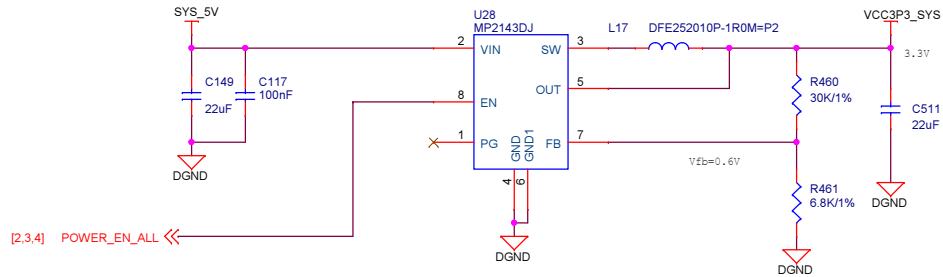 SYS_5V
C149
22uF
C117
100nF
DGND
U28
MP2143DJ
2 VIN
8 EN
1 PG
GND
GND1
4 6
DGND
SW 3
OUT 5
FB 7
L17 DFE252010P-1R0M=P2
VCC3P3_SYS
3.3V
R460
30K/1%
C511
22uF
DGND
Vfb=0.6V
R461
6.8K/1%
DGND
[2,3,4] POWER_EN_ALL